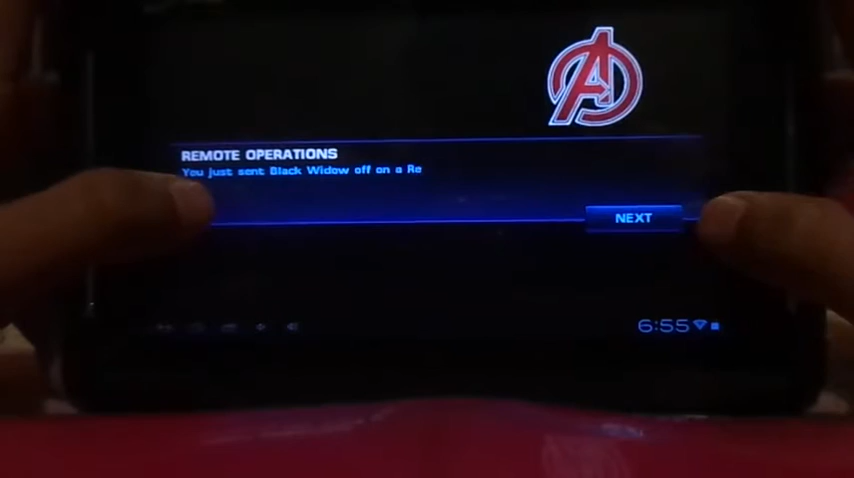 REMOTE OPERATIONS
You just sent Black Widow off on a Re
NEXT
6:55